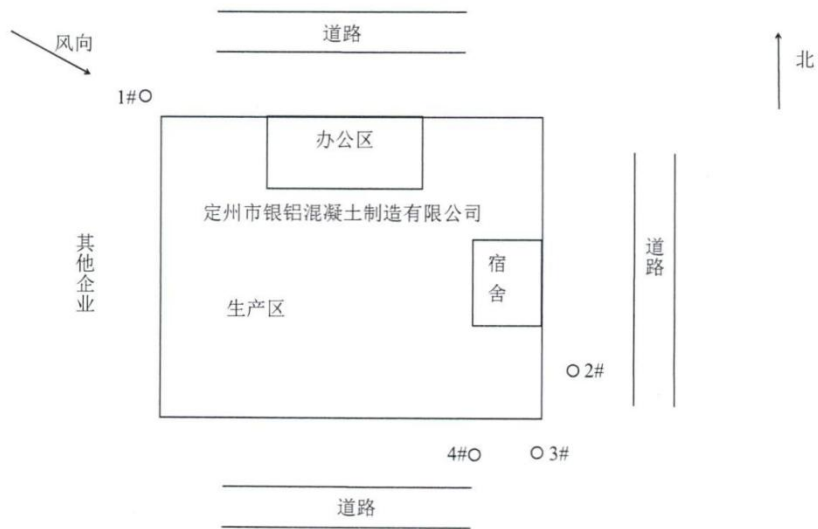 道路
风向
北
1#
办公区
定州市银铝混凝土制造有限公司
其他企业
宿舍
道路
生产区
2#
4#
3#
道路